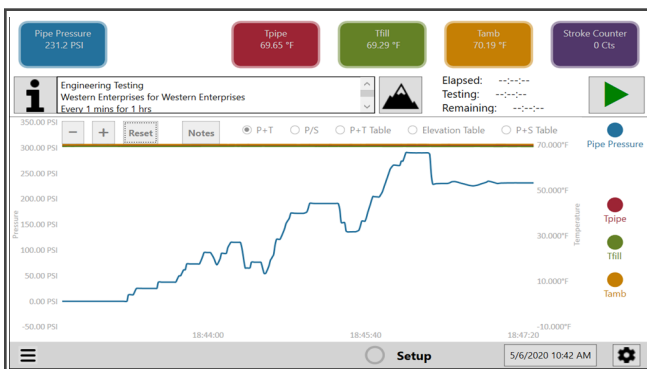 Pipe Pressure
231.2 PSI
Tpipe
69.65 °F
Tfill
69.29 °F
Tamb
70.19 °F
Stroke Counter
0 Cts
Engineering Testing
Western Enterprises for Western Enterprises
Every 1 mins for 1 hrs
Elapsed: --:--:--
Testing: --:--:--
Remaining: --:--:--
− + Reset Notes P+T P/S P+T Table Elevation Table P+S Table
350.00 PSI
300.00 PSI
250.00 PSI
200.00 PSI
150.00 PSI
100.00 PSI
50.00 PSI
0.00 PSI
-50.00 PSI
Pressure
18:44:00
18:45:40
18:47:20
70.000°F
50.000°F
30.000°F
10.000°F
-10.000°F
Temperature
Pipe Pressure
Tpipe
Tfill
Tamb
Setup
5/6/2020 10:42 AM